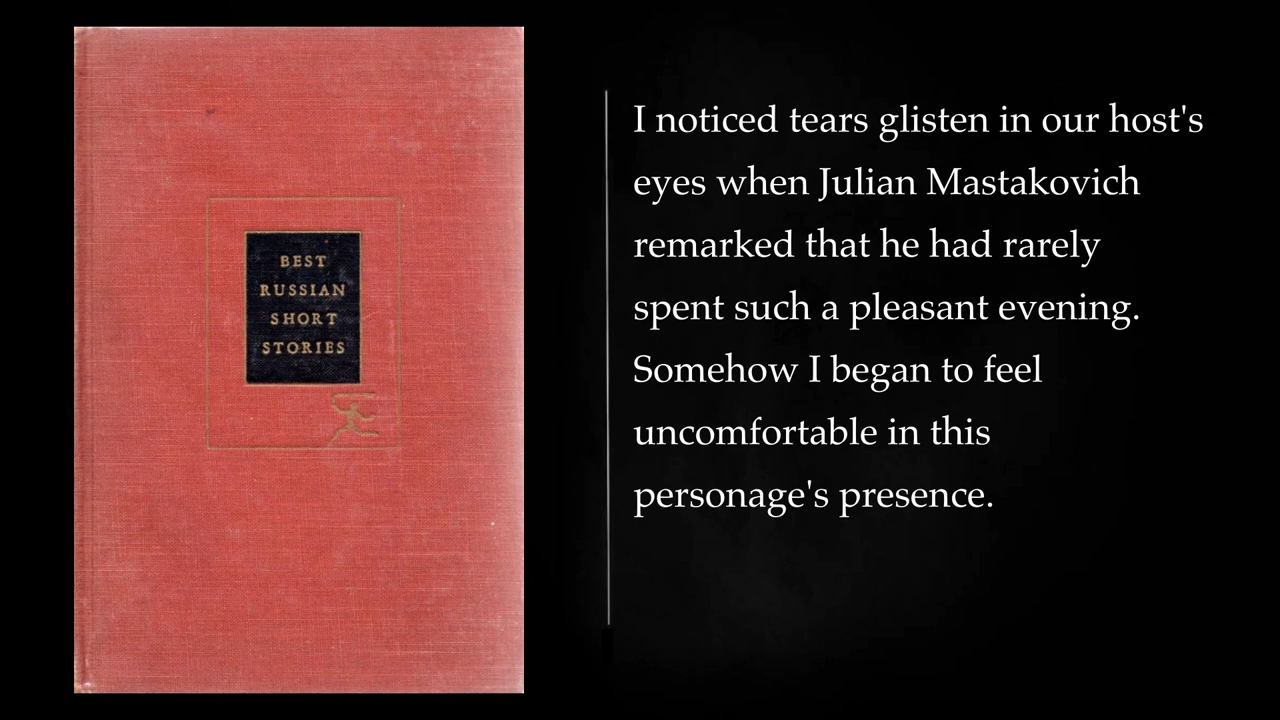 BEST
RUSSIAN
SHORT
STORIES
I noticed tears glisten in our host's
eyes when Julian Mastakovich
remarked that he had rarely
spent such a pleasant evening.
Somehow I began to feel
uncomfortable in this
personage's presence.